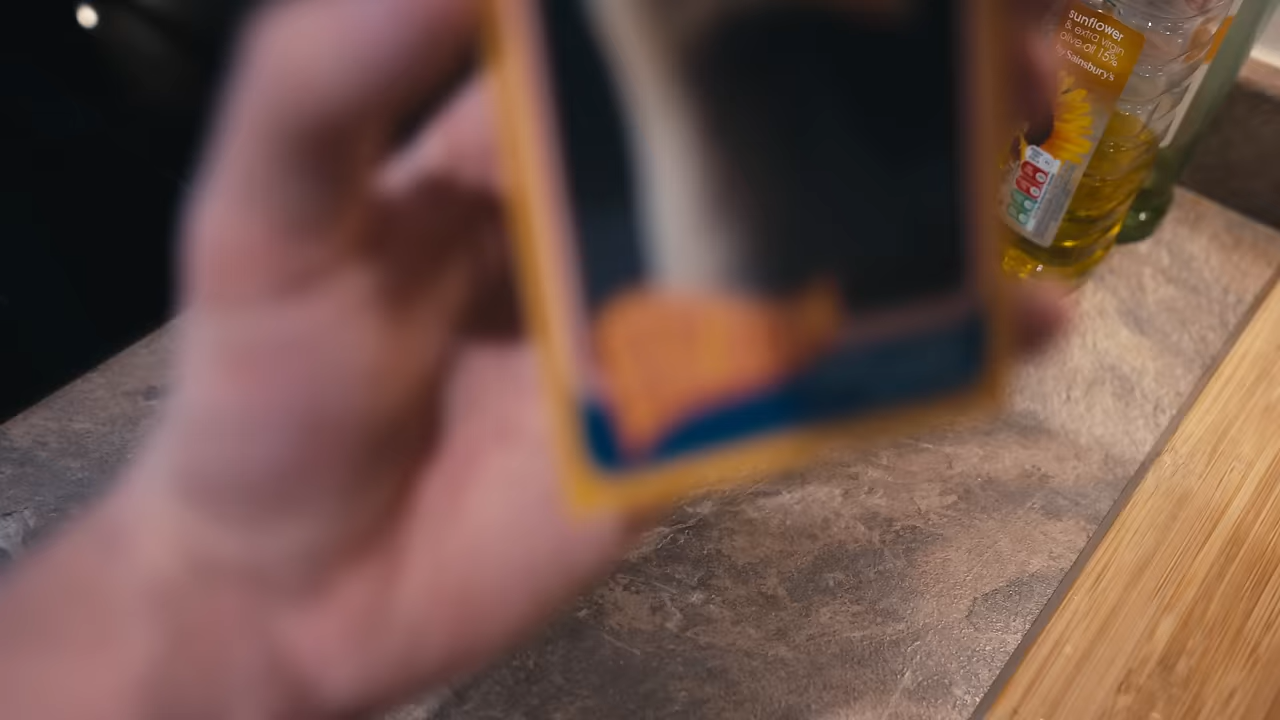 sunflower
& extra virgin
olive oil 15%
by Sainsbury's